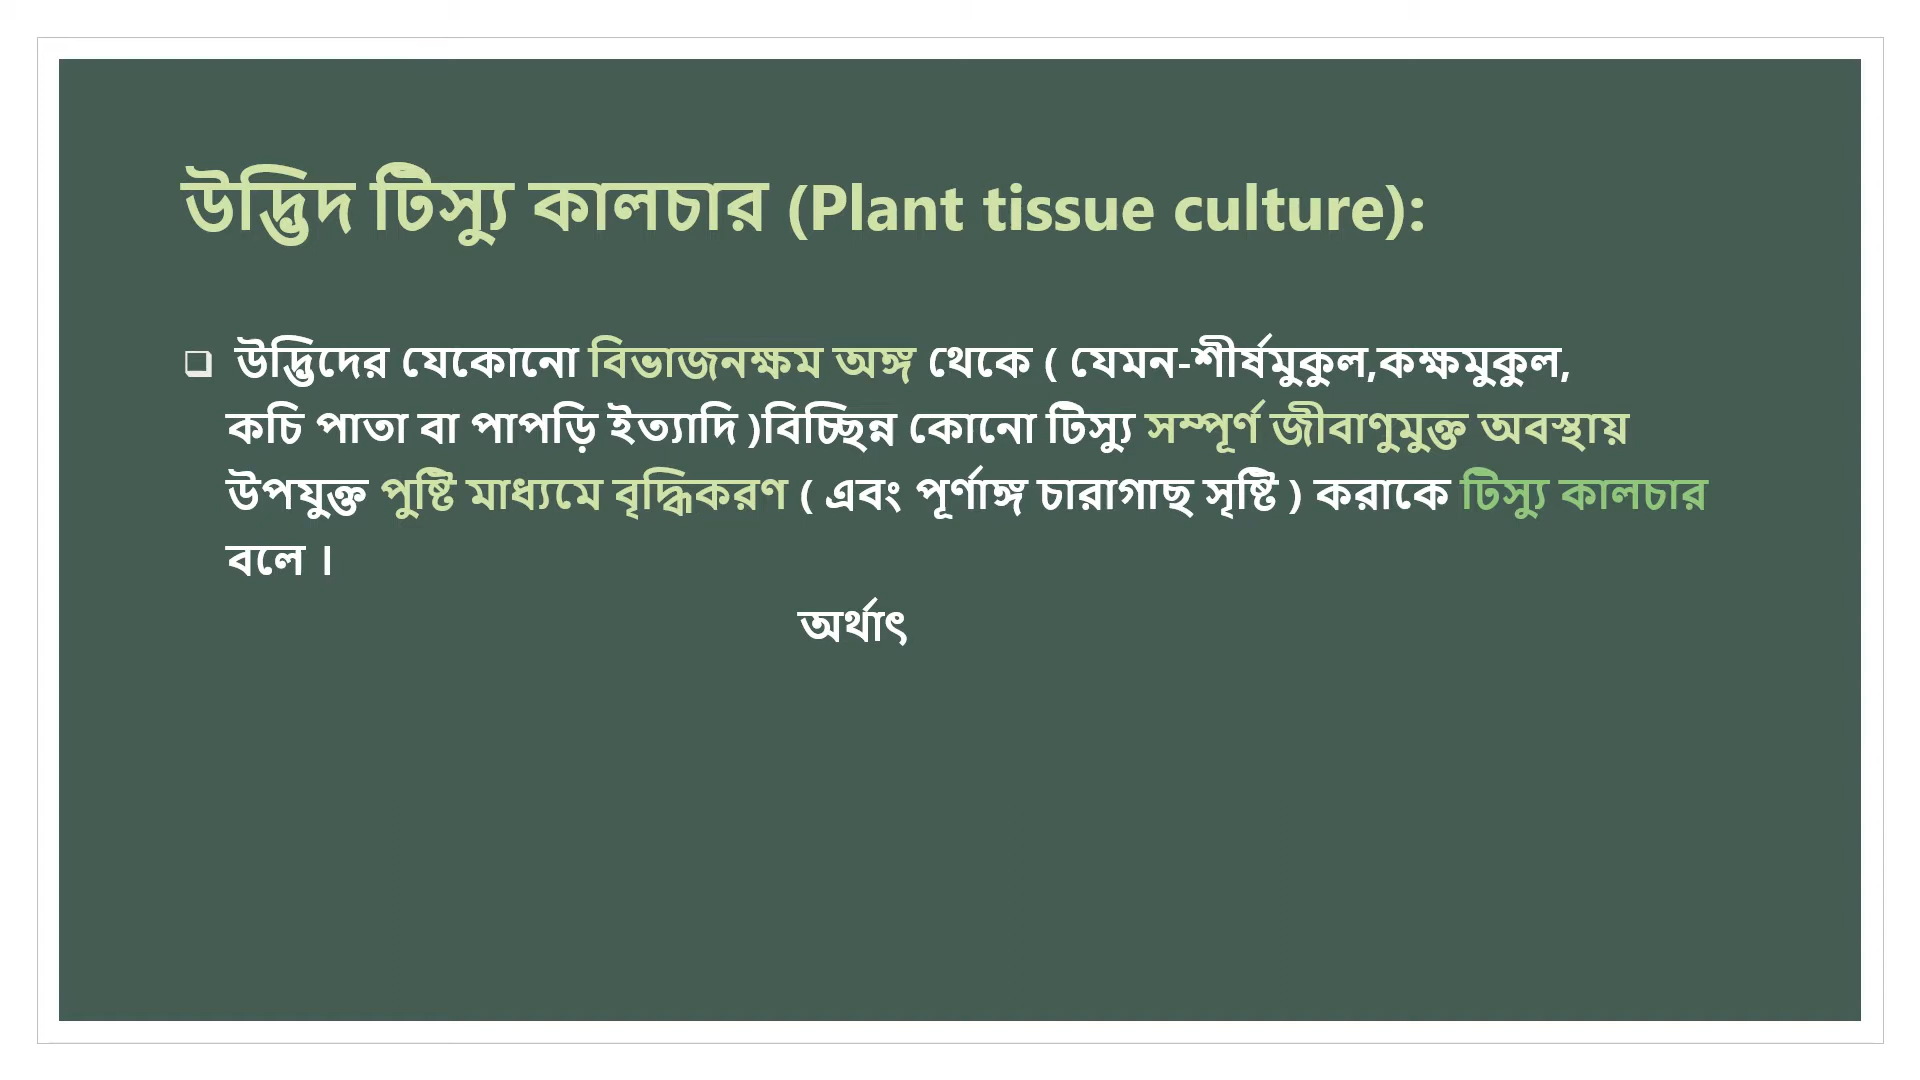 উদ্ভিদ টিস্যু কালচার (Plant tissue culture):
উদ্ভিদের যেকোনো বিভাজনক্ষম অঙ্গ থেকে ( যেমন-শীর্ষমুকুল,কক্ষমুকুল,
কচি পাতা বা পাপড়ি ইত্যাদি )বিচ্ছিন্ন কোনো টিস্যু সম্পূর্ণ জীবাণুমুক্ত অবস্থায়
উপযুক্ত পুষ্টি মাধ্যমে বৃদ্ধিকরণ ( এবং পূর্ণাঙ্গ চারাগাছ সৃষ্টি ) করাকে টিস্যু কালচার
বলে ।
অর্থাৎ